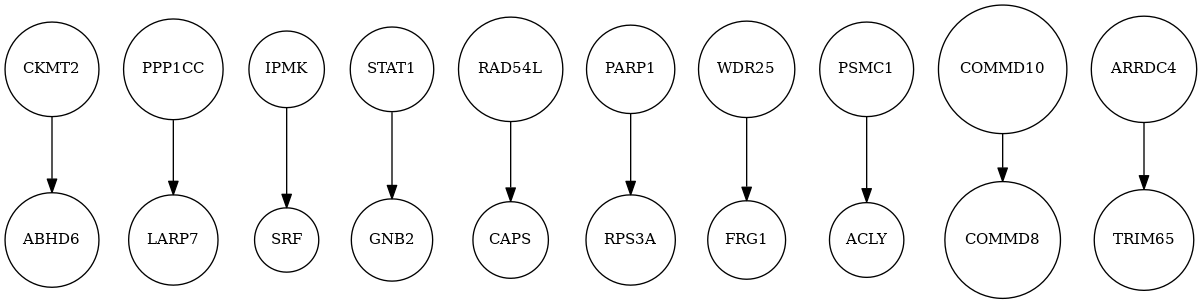 CKMT2 PPP1CC IPMK STAT1 RAD54L PARP1 WDR25 PSMC1 COMMD10 ARRDC4
ABHD6 LARP7 SRF GNB2 CAPS RPS3A FRG1 ACLY COMMD8 TRIM65